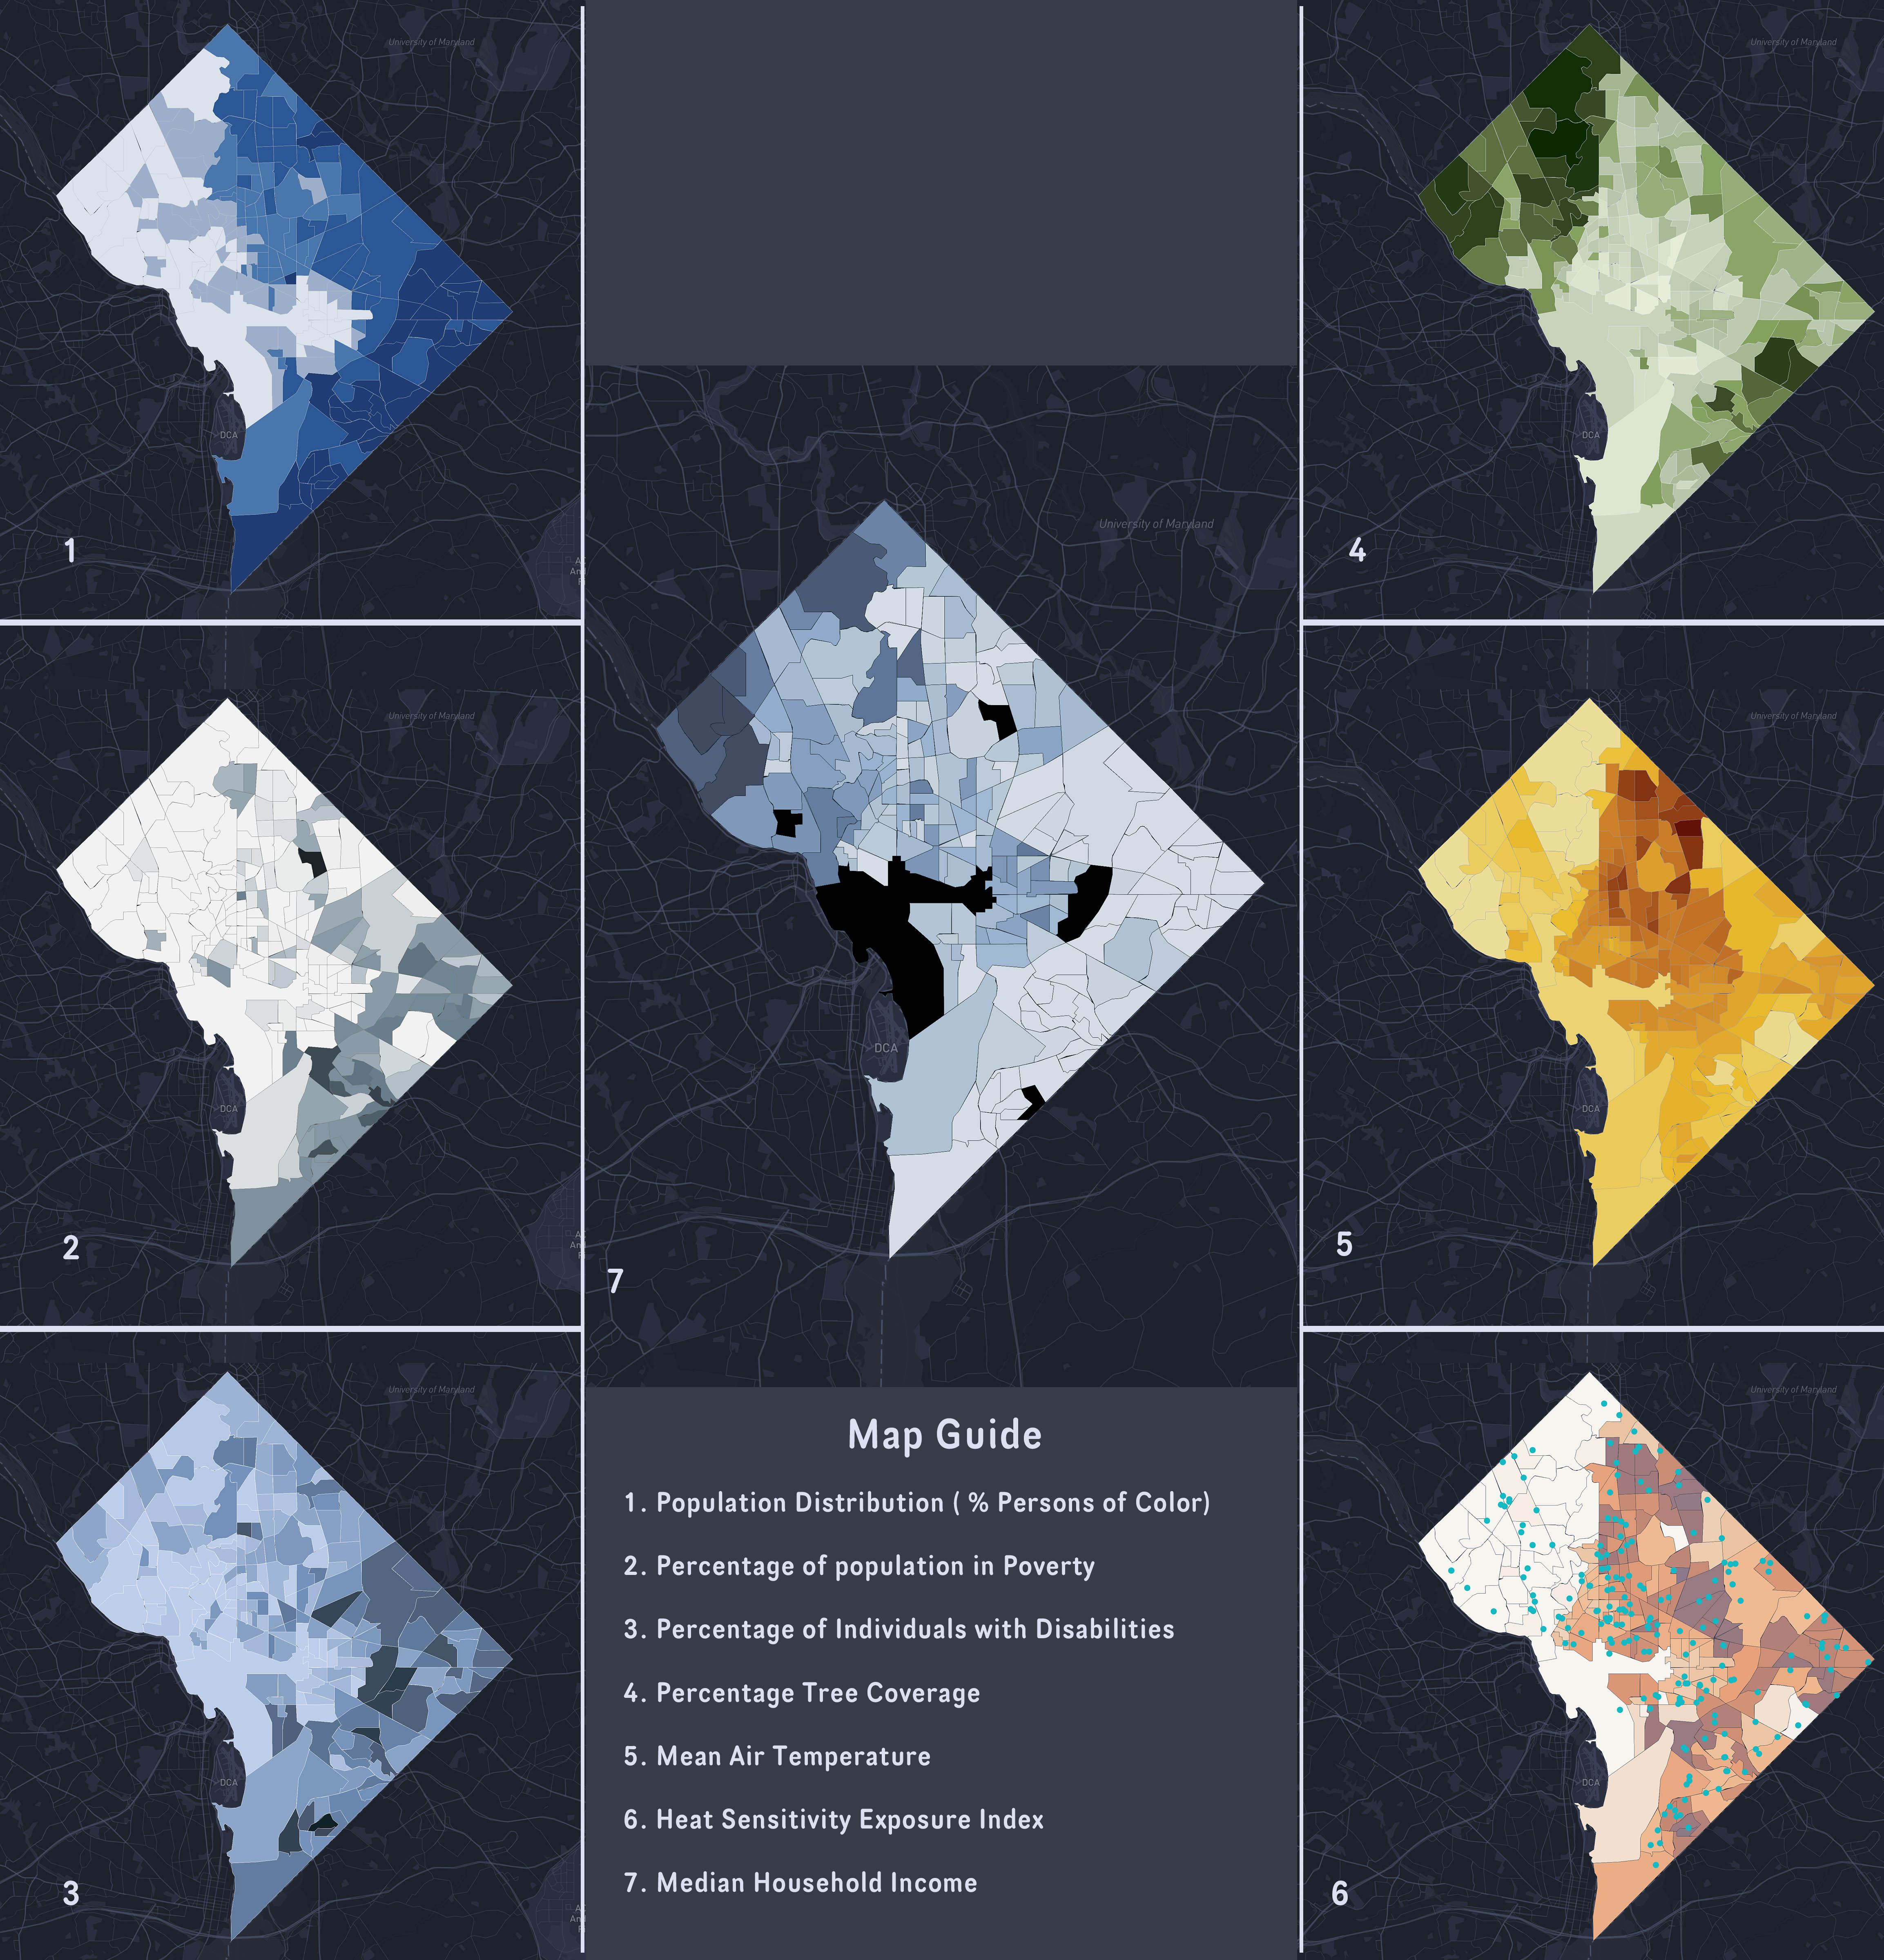 University of Maryland
DCA
1
University of Maryland
DCA
2
University of Maryland
DCA
3
University of Maryland
DCA
7
Map Guide
1. Population Distribution ( % Persons of Color)
2. Percentage of population in Poverty
3. Percentage of Individuals with Disabilities
4. Percentage Tree Coverage
5. Mean Air Temperature
6. Heat Sensitivity Exposure Index
7. Median Household Income
University of Maryland
DCA
4
University of Maryland
DCA
5
University of Maryland
DCA
6